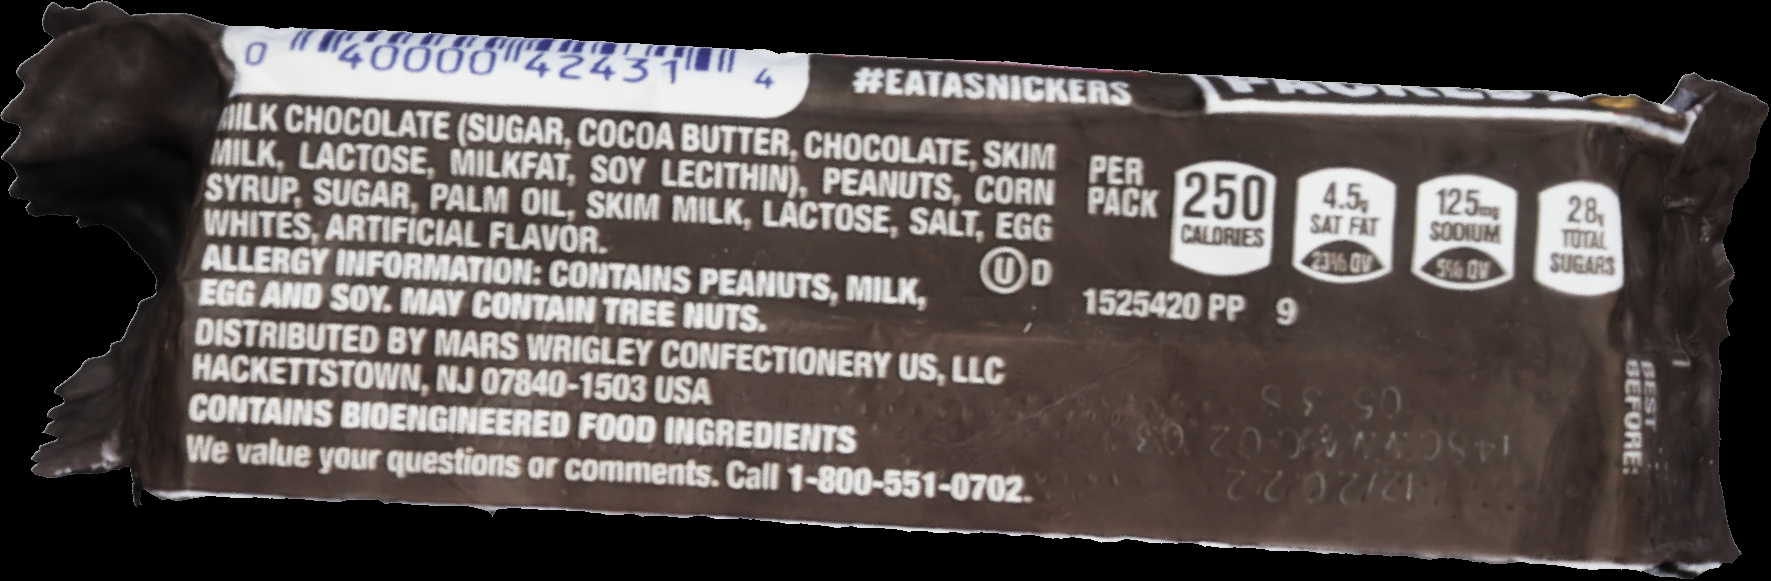 0 40000 42431 4
#EATASNICKERS
MILK CHOCOLATE (SUGAR, COCOA BUTTER, CHOCOLATE, SKIM
MILK, LACTOSE, MILKFAT, SOY LECITHIN), PEANUTS, CORN
SYRUP, SUGAR, PALM OIL, SKIM MILK, LACTOSE, SALT, EGG
WHITES, ARTIFICIAL FLAVOR.
ALLERGY INFORMATION: CONTAINS PEANUTS, MILK,
EGG AND SOY. MAY CONTAIN TREE NUTS.
U D
DISTRIBUTED BY MARS WRIGLEY CONFECTIONERY US, LLC
HACKETTSTOWN, NJ 07840-1503 USA
CONTAINS BIOENGINEERED FOOD INGREDIENTS
We value your questions or comments. Call 1-800-551-0702.
PER
PACK
250
CALORIES
4.5g
SAT FAT
23% DV
125mg
SODIUM
5% DV
28g
TOTAL
SUGARS
1525420 PP 9
BEST
BEFORE: